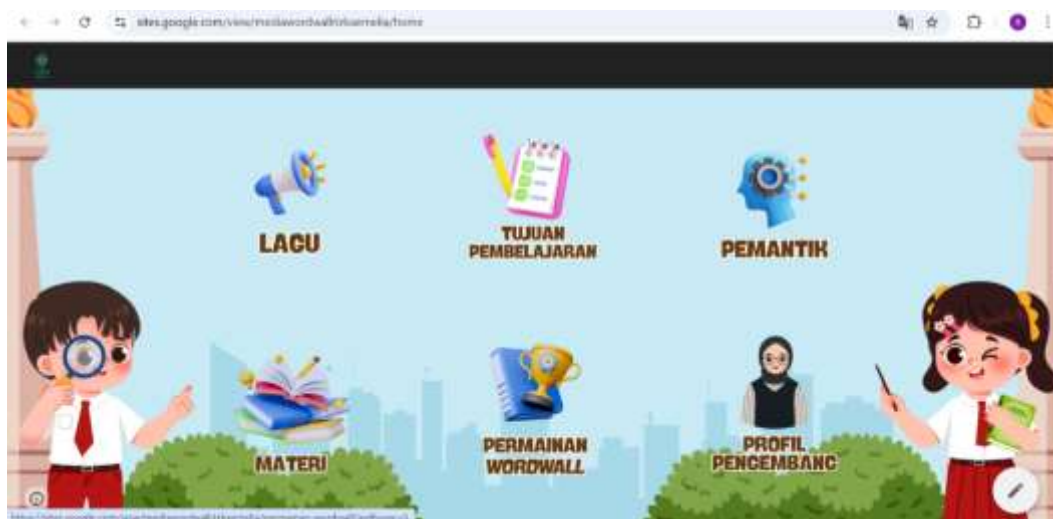 LAGU
TUJUAN
PEMBELAJARAN
PEMANTIK
MATERI
PERMAINAN
WORDWALL
PROFIL
PENGEMBANG